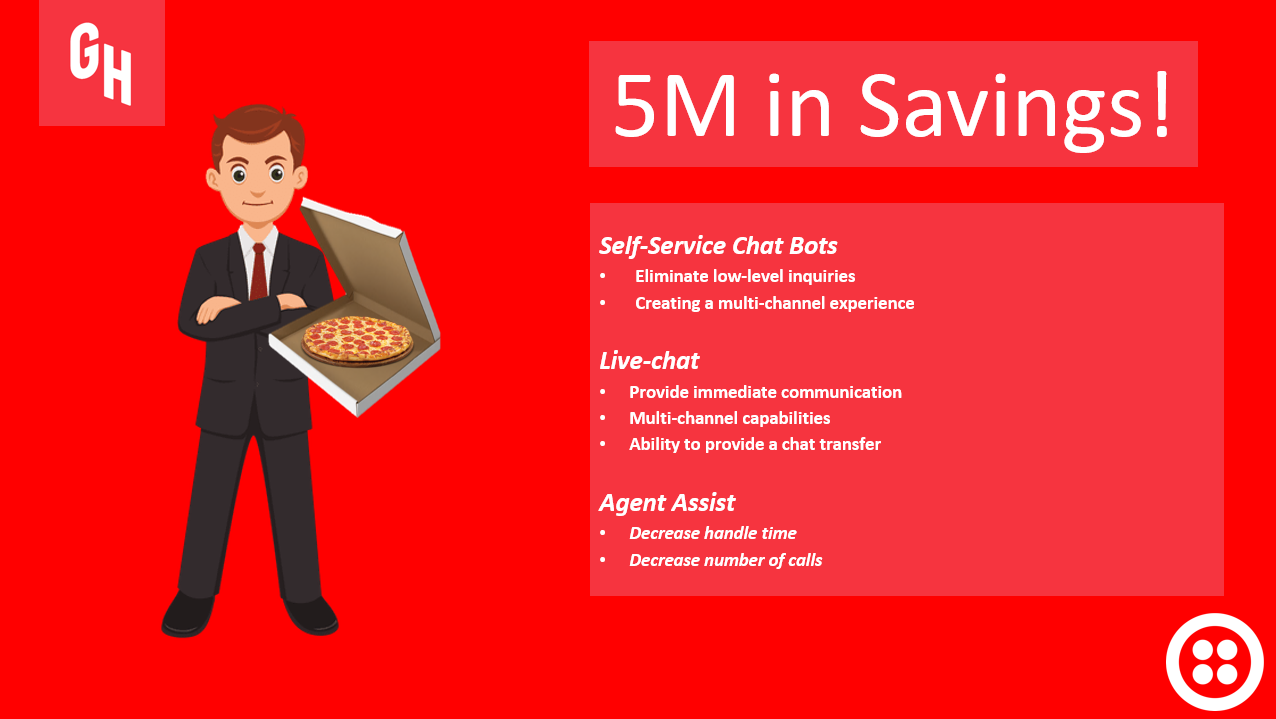 GH
5M in Savings!
Self-Service Chat Bots
• Eliminate low-level inquiries
• Creating a multi-channel experience
Live-chat
• Provide immediate communication
• Multi-channel capabilities
• Ability to provide a chat transfer
Agent Assist
• Decrease handle time
• Decrease number of calls